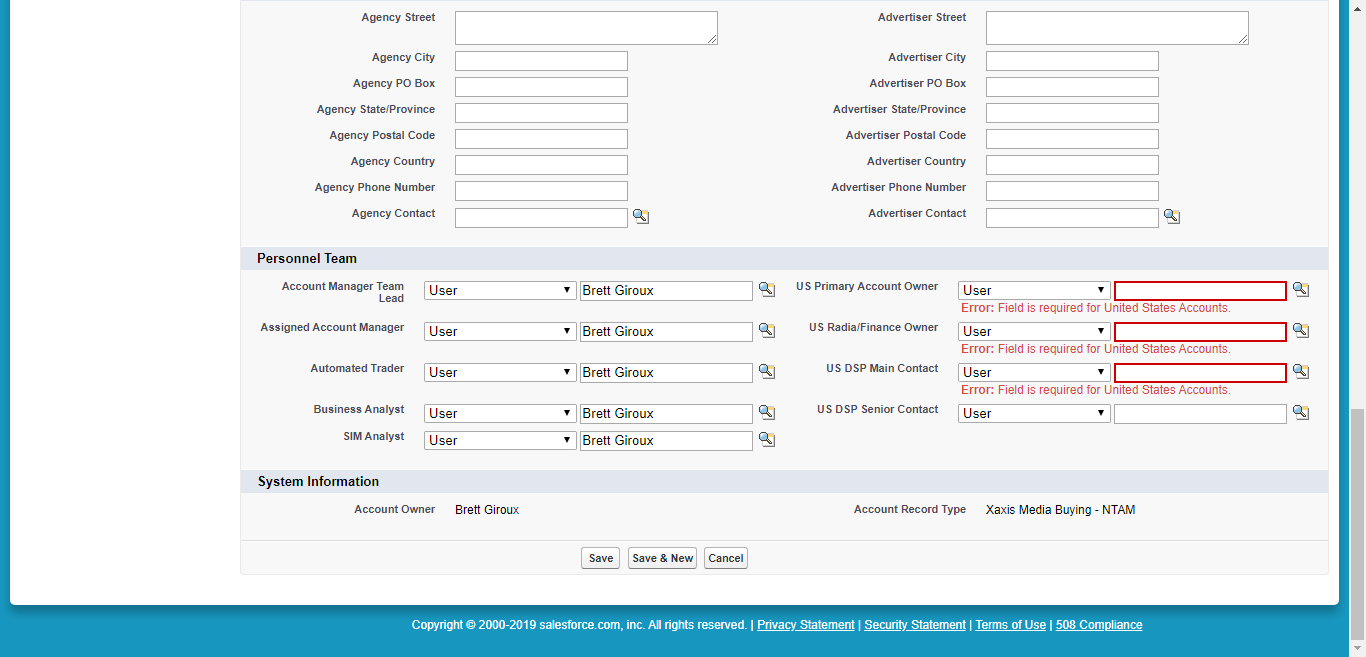 Agency Street
Advertiser Street
Agency City
Advertiser City
Agency PO Box
Advertiser PO Box
Agency State/Province
Advertiser State/Province
Agency Postal Code
Advertiser Postal Code
Agency Country
Advertiser Country
Agency Phone Number
Advertiser Phone Number
Agency Contact
Advertiser Contact
Personnel Team
Account Manager Team
Lead
User
Brett Giroux
US Primary Account Owner
User
Error: Field is required for United States Accounts.
Assigned Account Manager
User
Brett Giroux
US Radia/Finance Owner
User
Error: Field is required for United States Accounts.
Automated Trader
User
Brett Giroux
US DSP Main Contact
User
Error: Field is required for United States Accounts.
Business Analyst
User
Brett Giroux
US DSP Senior Contact
User
SIM Analyst
User
Brett Giroux
System Information
Account Owner
Brett Giroux
Account Record Type
Xaxis Media Buying - NTAM
Save
Save & New
Cancel
Copyright © 2000-2019 salesforce.com, inc. All rights reserved. | Privacy Statement | Security Statement | Terms of Use | 508 Compliance